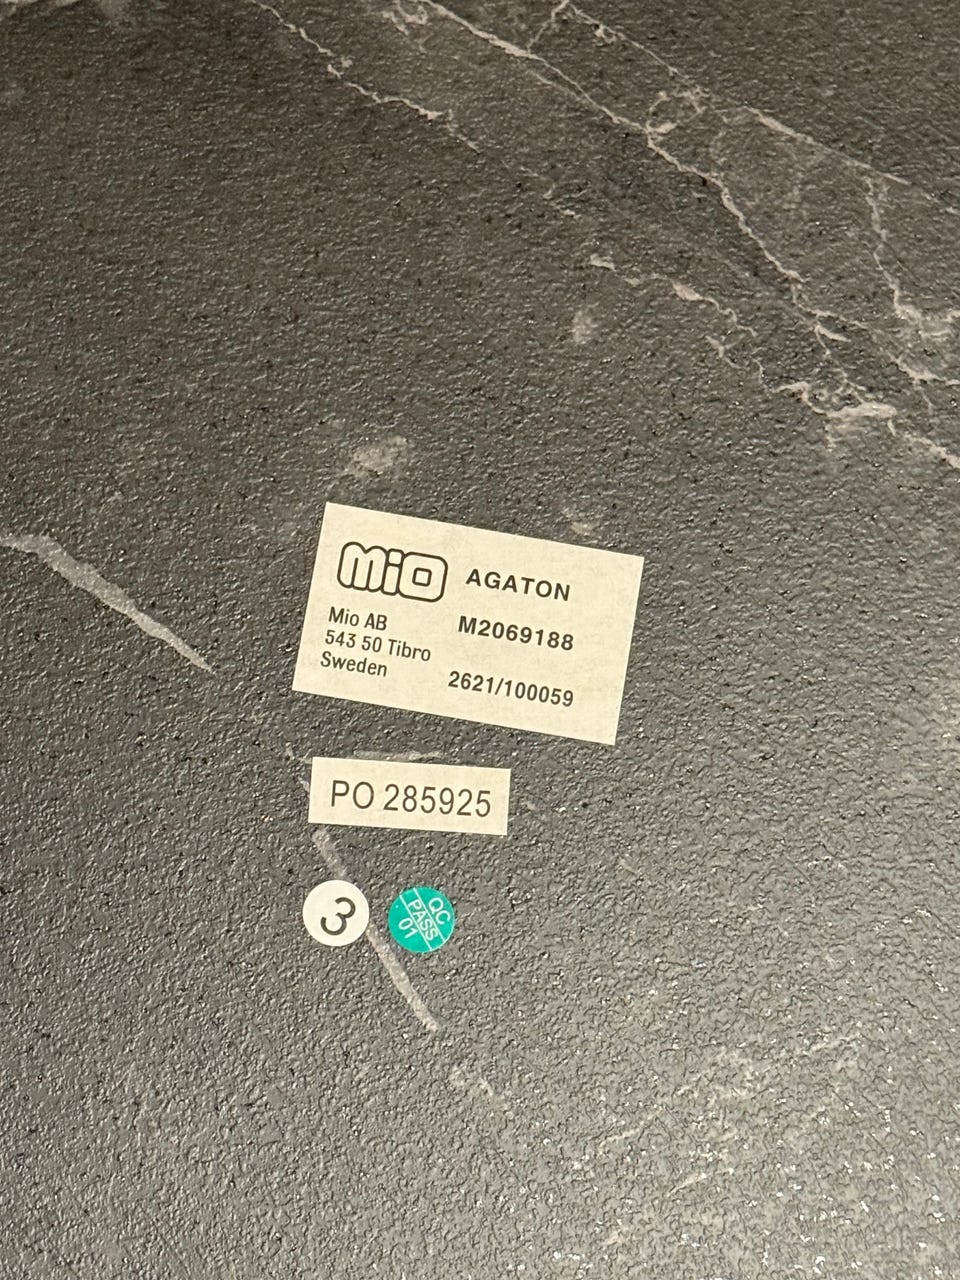 mio AGATON
Mio AB
543 50 Tibro
Sweden
M2069188
2621/100059
PO 285925
3
QC
PASS
01